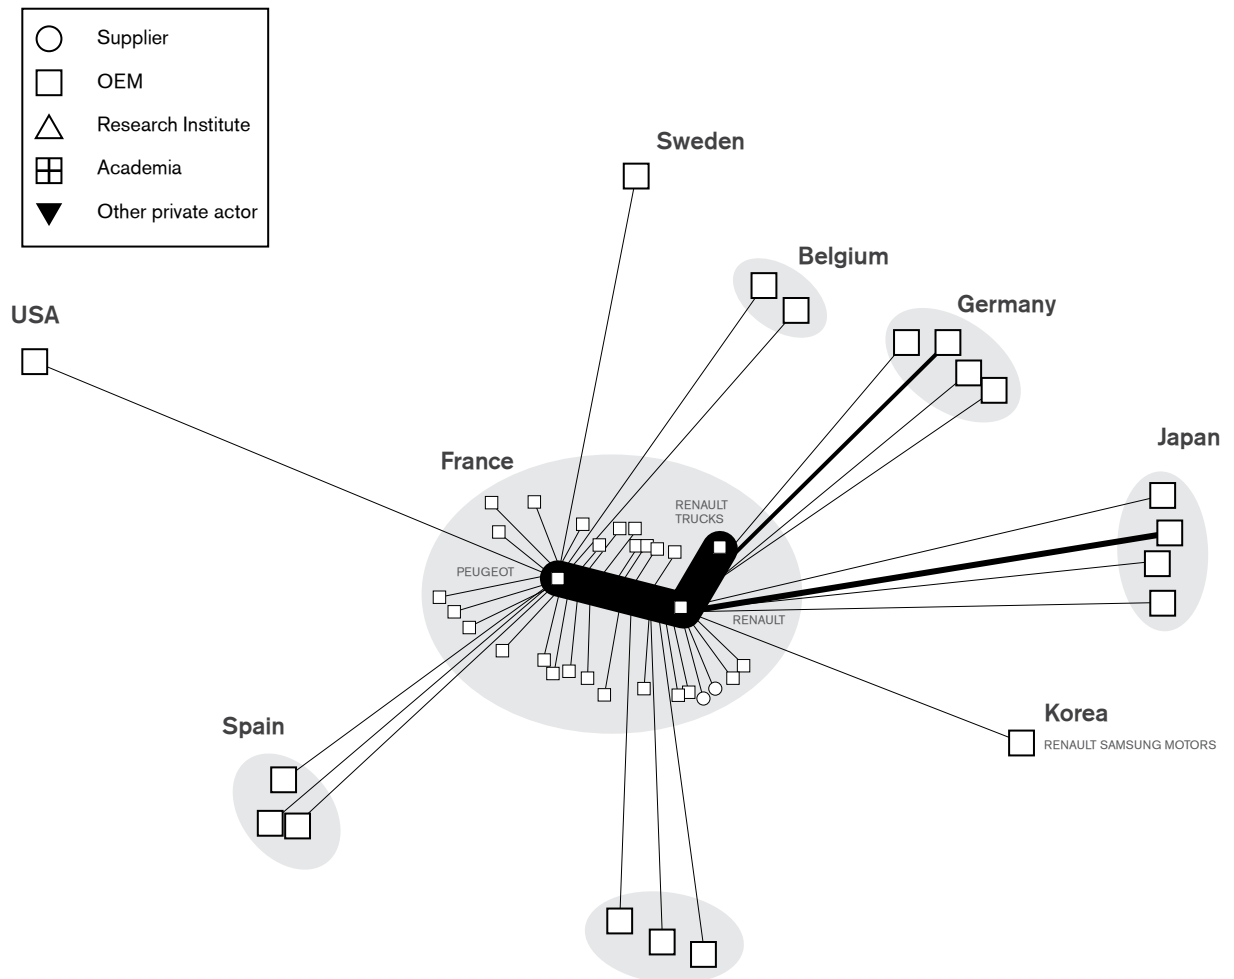 Supplier
OEM
Research Institute
Academia
Other private actor
Sweden
Belgium
USA
Germany
Japan
France
RENAULT
TRUCKS
PEUGEOT
RENAULT
Korea
RENAULT SAMSUNG MOTORS
Spain